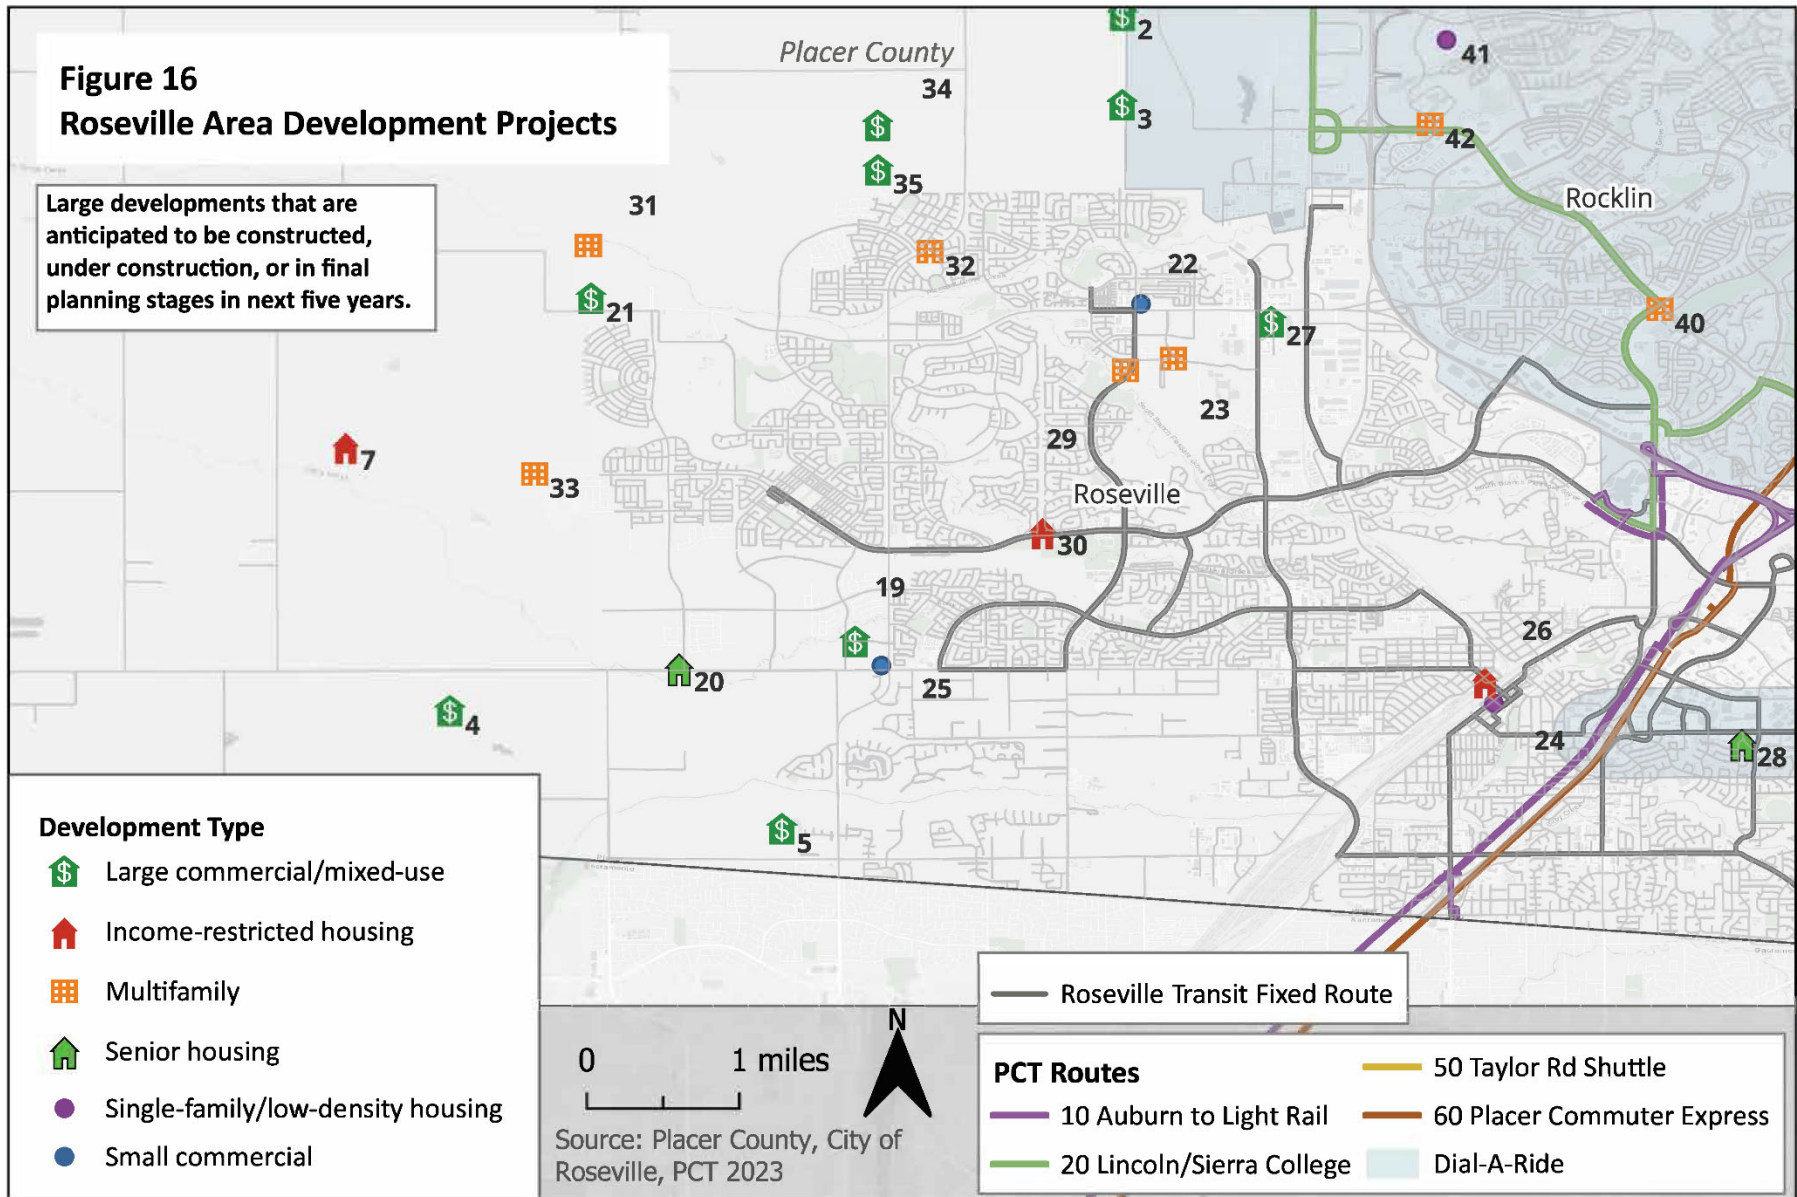 Figure 16
Roseville Area Development Projects
Large developments that are
anticipated to be constructed,
under construction, or in final
planning stages in next five years.
Placer County
2
41
34
3
42
35
Rocklin
31
32
22
21
27
40
23
29
7
33
Roseville
30
19
26
20
25
4
24
28
5
Development Type
Large commercial/mixed-use
Income-restricted housing
Multifamily
Senior housing
Single-family/low-density housing
Small commercial
0 1 miles
N
Source: Placer County, City of
Roseville, PCT 2023
Roseville Transit Fixed Route
PCT Routes
10 Auburn to Light Rail
20 Lincoln/Sierra College
50 Taylor Rd Shuttle
60 Placer Commuter Express
Dial-A-Ride